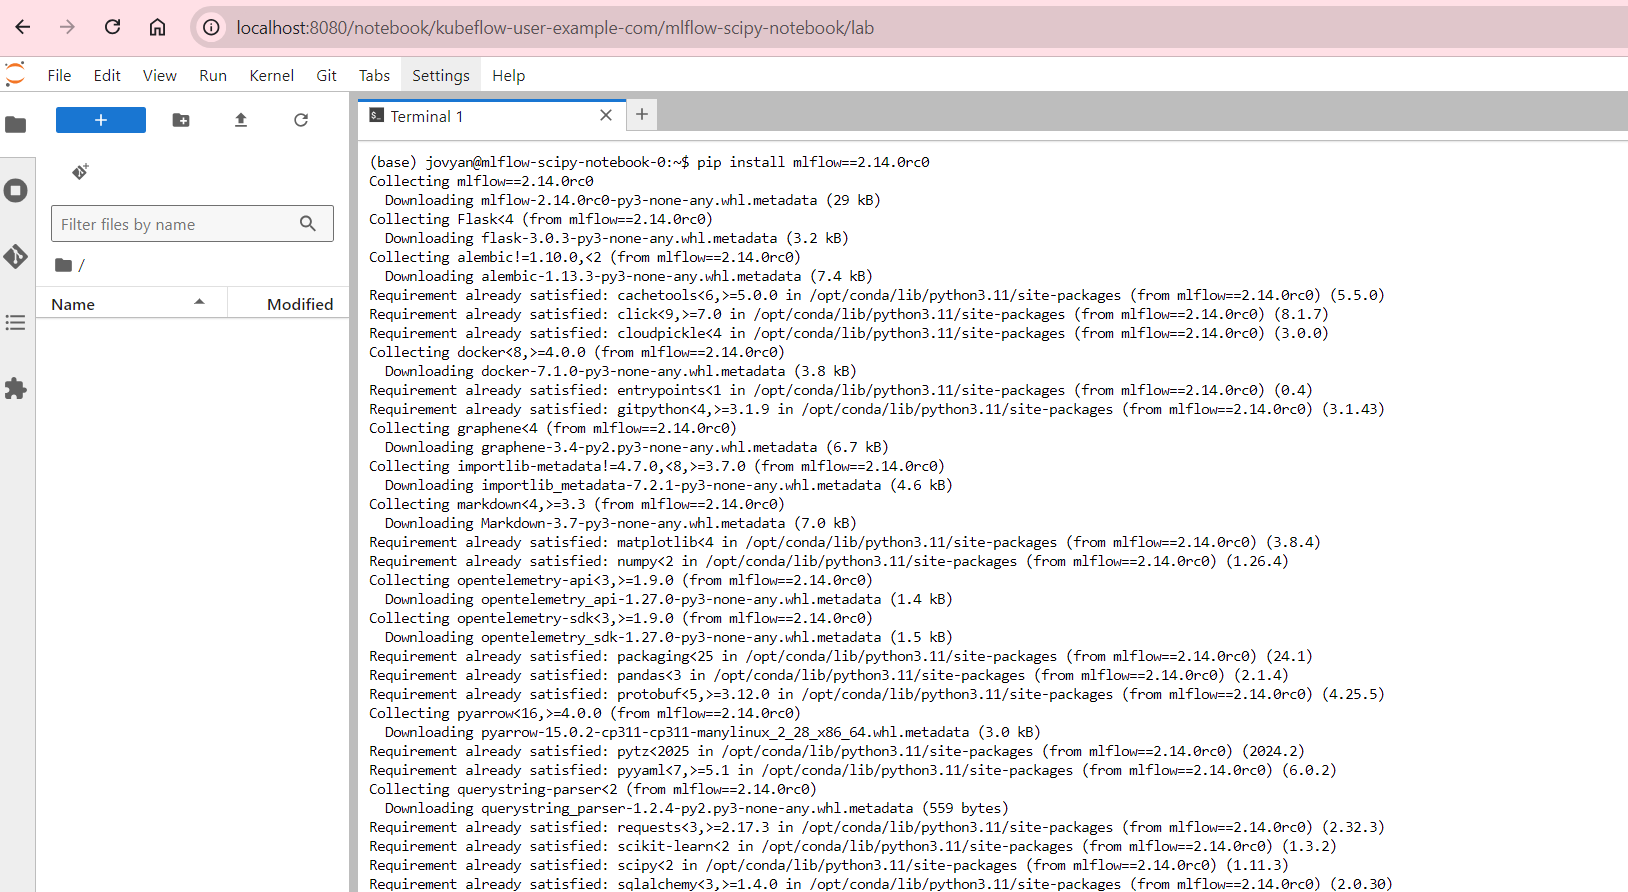 localhost:8080/notebook/kubeflow-user-example-com/mlflow-scipy-notebook/lab
File Edit View Run Kernel Git Tabs Settings Help
Terminal 1
Filter files by name
/
Name Modified
(base) jovyan@mlflow-scipy-notebook-0:~$ pip install mlflow==2.14.0rc0
Collecting mlflow==2.14.0rc0
  Downloading mlflow-2.14.0rc0-py3-none-any.whl.metadata (29 kB)
Collecting Flask<4 (from mlflow==2.14.0rc0)
  Downloading flask-3.0.3-py3-none-any.whl.metadata (3.2 kB)
Collecting alembic!=1.10.0,<2 (from mlflow==2.14.0rc0)
  Downloading alembic-1.13.3-py3-none-any.whl.metadata (7.4 kB)
Requirement already satisfied: cachetools<6,>=5.0.0 in /opt/conda/lib/python3.11/site-packages (from mlflow==2.14.0rc0) (5.5.0)
Requirement already satisfied: click<9,>=7.0 in /opt/conda/lib/python3.11/site-packages (from mlflow==2.14.0rc0) (8.1.7)
Requirement already satisfied: cloudpickle<4 in /opt/conda/lib/python3.11/site-packages (from mlflow==2.14.0rc0) (3.0.0)
Collecting docker<8,>=4.0.0 (from mlflow==2.14.0rc0)
  Downloading docker-7.1.0-py3-none-any.whl.metadata (3.8 kB)
Requirement already satisfied: entrypoints<1 in /opt/conda/lib/python3.11/site-packages (from mlflow==2.14.0rc0) (0.4)
Requirement already satisfied: gitpython<4,>=3.1.9 in /opt/conda/lib/python3.11/site-packages (from mlflow==2.14.0rc0) (3.1.43)
Collecting graphene<4 (from mlflow==2.14.0rc0)
  Downloading graphene-3.4-py2.py3-none-any.whl.metadata (6.7 kB)
Collecting importlib-metadata!=4.7.0,<8,>=3.7.0 (from mlflow==2.14.0rc0)
  Downloading importlib_metadata-7.2.1-py3-none-any.whl.metadata (4.6 kB)
Collecting markdown<4,>=3.3 (from mlflow==2.14.0rc0)
  Downloading Markdown-3.7-py3-none-any.whl.metadata (7.0 kB)
Requirement already satisfied: matplotlib<4 in /opt/conda/lib/python3.11/site-packages (from mlflow==2.14.0rc0) (3.8.4)
Requirement already satisfied: numpy<2 in /opt/conda/lib/python3.11/site-packages (from mlflow==2.14.0rc0) (1.26.4)
Collecting opentelemetry-api<3,>=1.9.0 (from mlflow==2.14.0rc0)
  Downloading opentelemetry_api-1.27.0-py3-none-any.whl.metadata (1.4 kB)
Collecting opentelemetry-sdk<3,>=1.9.0 (from mlflow==2.14.0rc0)
  Downloading opentelemetry_sdk-1.27.0-py3-none-any.whl.metadata (1.5 kB)
Requirement already satisfied: packaging<25 in /opt/conda/lib/python3.11/site-packages (from mlflow==2.14.0rc0) (24.1)
Requirement already satisfied: pandas<3 in /opt/conda/lib/python3.11/site-packages (from mlflow==2.14.0rc0) (2.1.4)
Requirement already satisfied: protobuf<5,>=3.12.0 in /opt/conda/lib/python3.11/site-packages (from mlflow==2.14.0rc0) (4.25.5)
Collecting pyarrow<16,>=4.0.0 (from mlflow==2.14.0rc0)
  Downloading pyarrow-15.0.2-cp311-cp311-manylinux_2_28_x86_64.whl.metadata (3.0 kB)
Requirement already satisfied: pytz<2025 in /opt/conda/lib/python3.11/site-packages (from mlflow==2.14.0rc0) (2024.2)
Requirement already satisfied: pyyaml<7,>=5.1 in /opt/conda/lib/python3.11/site-packages (from mlflow==2.14.0rc0) (6.0.2)
Collecting querystring-parser<2 (from mlflow==2.14.0rc0)
  Downloading querystring_parser-1.2.4-py2.py3-none-any.whl.metadata (559 bytes)
Requirement already satisfied: requests<3,>=2.17.3 in /opt/conda/lib/python3.11/site-packages (from mlflow==2.14.0rc0) (2.32.3)
Requirement already satisfied: scikit-learn<2 in /opt/conda/lib/python3.11/site-packages (from mlflow==2.14.0rc0) (1.3.2)
Requirement already satisfied: scipy<2 in /opt/conda/lib/python3.11/site-packages (from mlflow==2.14.0rc0) (1.11.3)
Requirement already satisfied: sqlalchemy<3,>=1.4.0 in /opt/conda/lib/python3.11/site-packages (from mlflow==2.14.0rc0) (2.0.30)